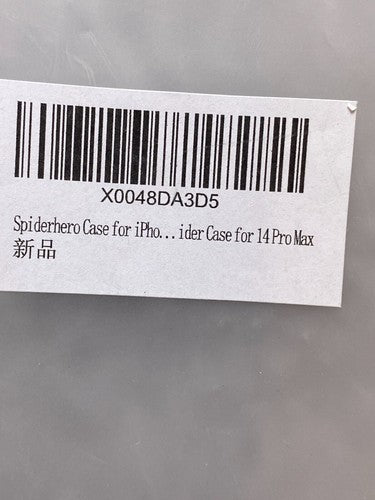 X0048DA3D5
Spiderhero Case for iPho...ider Case for 14 Pro Max
新品